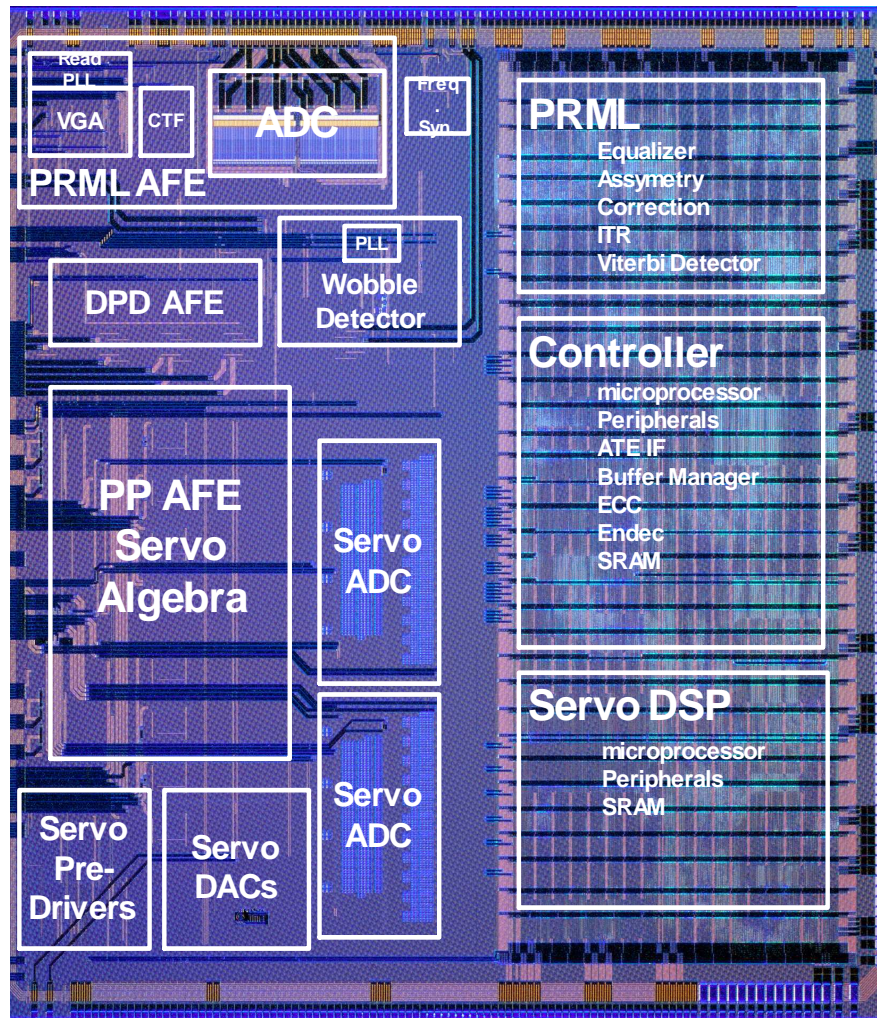 Read
PLL
VGA
CTF
ADC
PRML AFE
Freq
.
Syn
PLL
Wobble
Detector
DPD AFE
PP AFE
Servo
Algebra
Servo
ADC
Servo
ADC
Servo
Pre-
Drivers
Servo
DACs
PRML
Equalizer
Assymetry
Correction
ITR
Viterbi Detector
Controller
microprocessor
Peripherals
ATE IF
Buffer Manager
ECC
Endec
SRAM
Servo DSP
microprocessor
Peripherals
SRAM